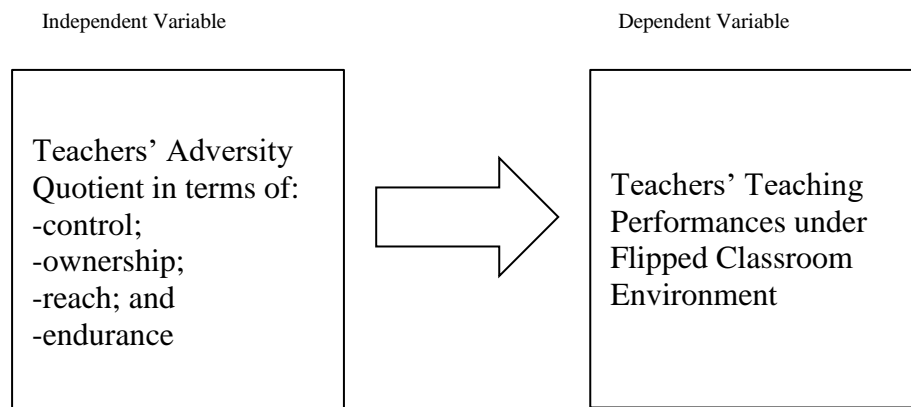 Independent Variable
Dependent Variable
Teachers’ Adversity
Quotient in terms of:
-control;
-ownership;
-reach; and
-endurance
Teachers’ Teaching
Performances under
Flipped Classroom
Environment